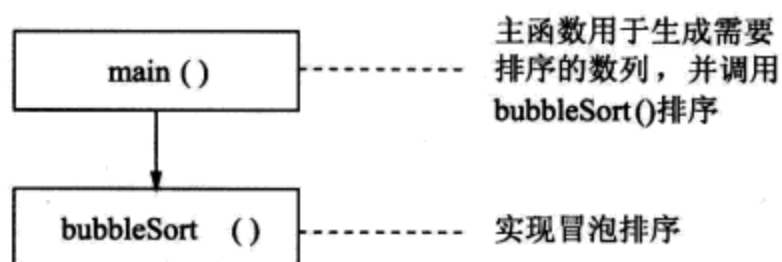 main ( )
主函数用于生成需要
排序的数列，并调用
bubbleSort()排序
bubbleSort ( )
实现冒泡排序